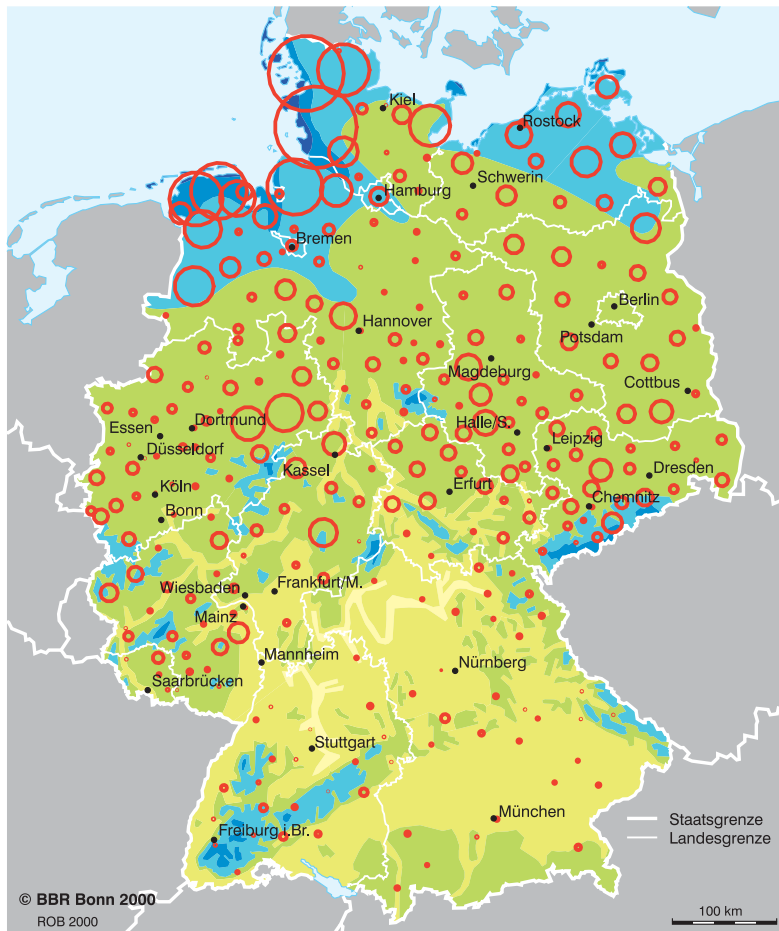 Kiel
Rostock
Schwerin
Hamburg
Bremen
Berlin
Hannover
Potsdam
Magdeburg
Cottbus
Dortmund
Essen
Halle/S.
Leipzig
Düsseldorf
Kassel
Dresden
Köln
Erfurt
Chemnitz
Bonn
Wiesbaden
Frankfurt/M.
Mainz
Mannheim
Nürnberg
Saarbrücken
Stuttgart
München
Staatsgrenze
Landesgrenze
Freiburg i.Br.
© BBR Bonn 2000
ROB 2000
100 km